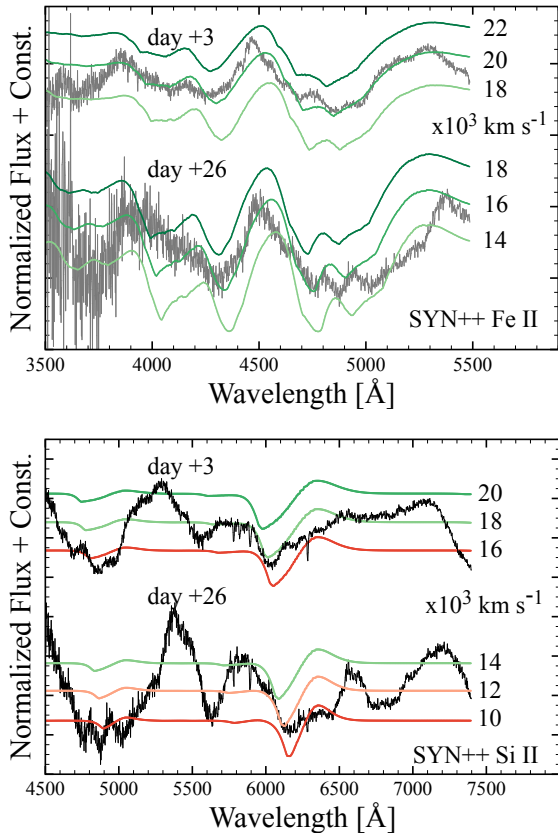 day +3
22
20
18
x10³ km s⁻¹
day +26
18
16
14
SYN++ Fe II
Normalized Flux + Const.
3500 4000 4500 5000 5500
Wavelength [Å]
day +3
20
18
16
x10³ km s⁻¹
day +26
14
12
10
SYN++ Si II
Normalized Flux + Const.
4500 5000 5500 6000 6500 7000 7500
Wavelength [Å]